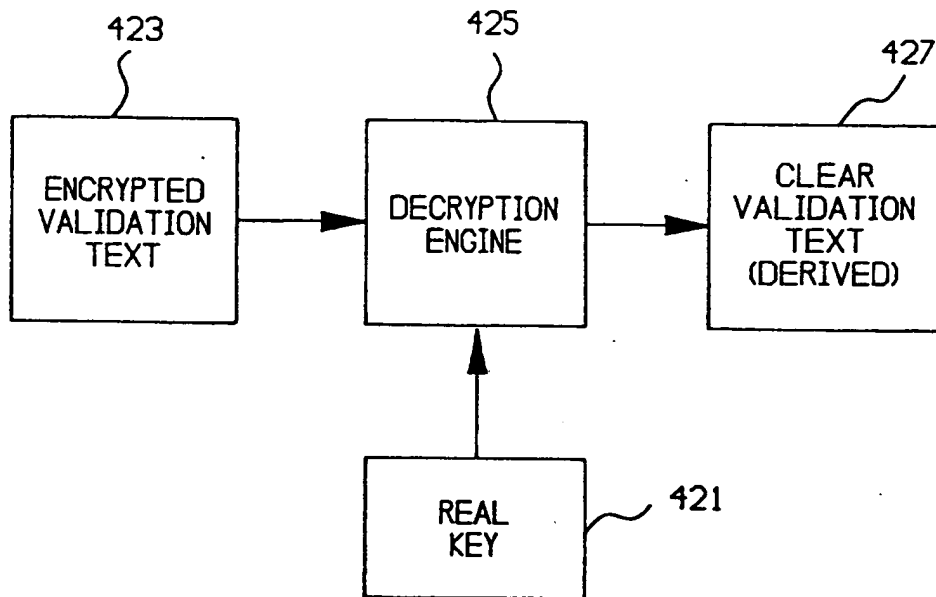 423
425
427
ENCRYPTED
VALIDATION
TEXT
DECRYPTION
ENGINE
CLEAR
VALIDATION
TEXT
(DERIVED)
REAL
KEY
421